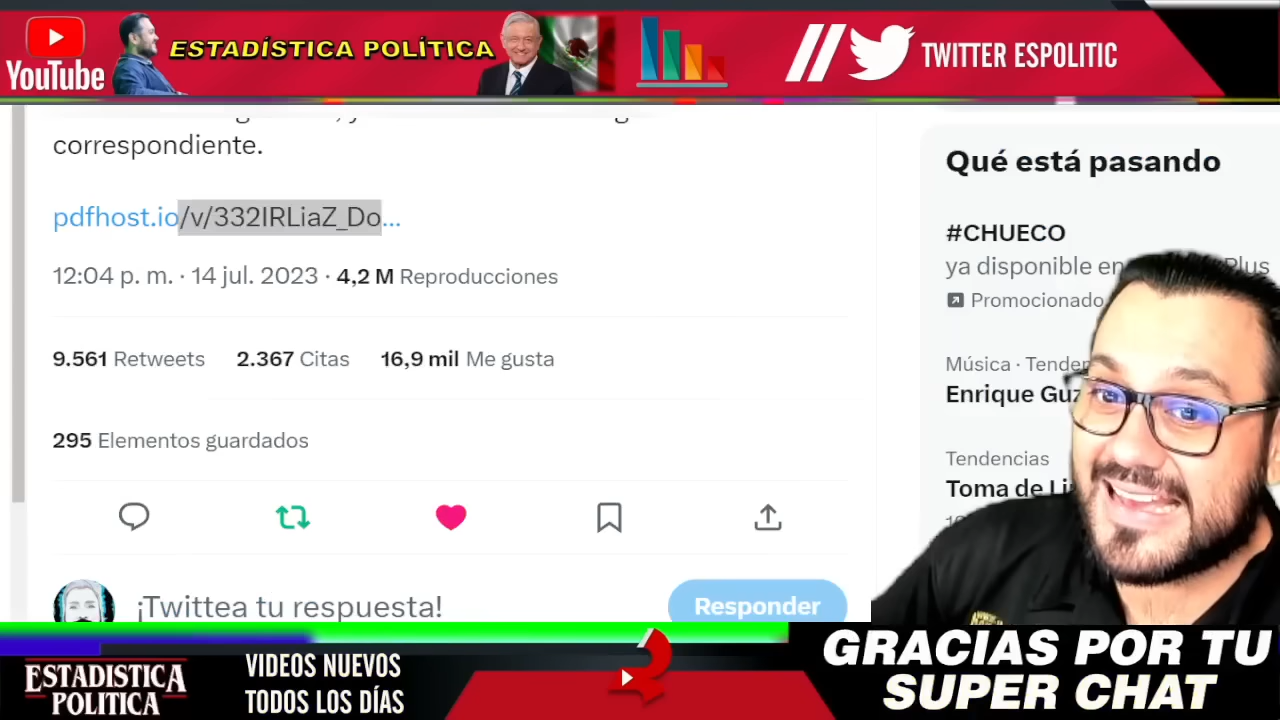 YouTube
ESTADÍSTICA POLÍTICA
TWITTER ESPOLITIC
correspondiente.
pdfhost.io/v/332IRLiaZ_Do...
12:04 p. m. · 14 jul. 2023 · 4,2 M Reproducciones
9.561 Retweets 2.367 Citas 16,9 mil Me gusta
295 Elementos guardados
¡Twittea tu respuesta!
Responder
Qué está pasando
#CHUECO
ya disponible en Plus
Promocionado
Música · Tenden
Enrique Guz
Tendencias
Toma de Li
ESTADISTICA
POLÍTICA
VIDEOS NUEVOS
TODOS LOS DÍAS
GRACIAS POR TU
SUPER CHAT